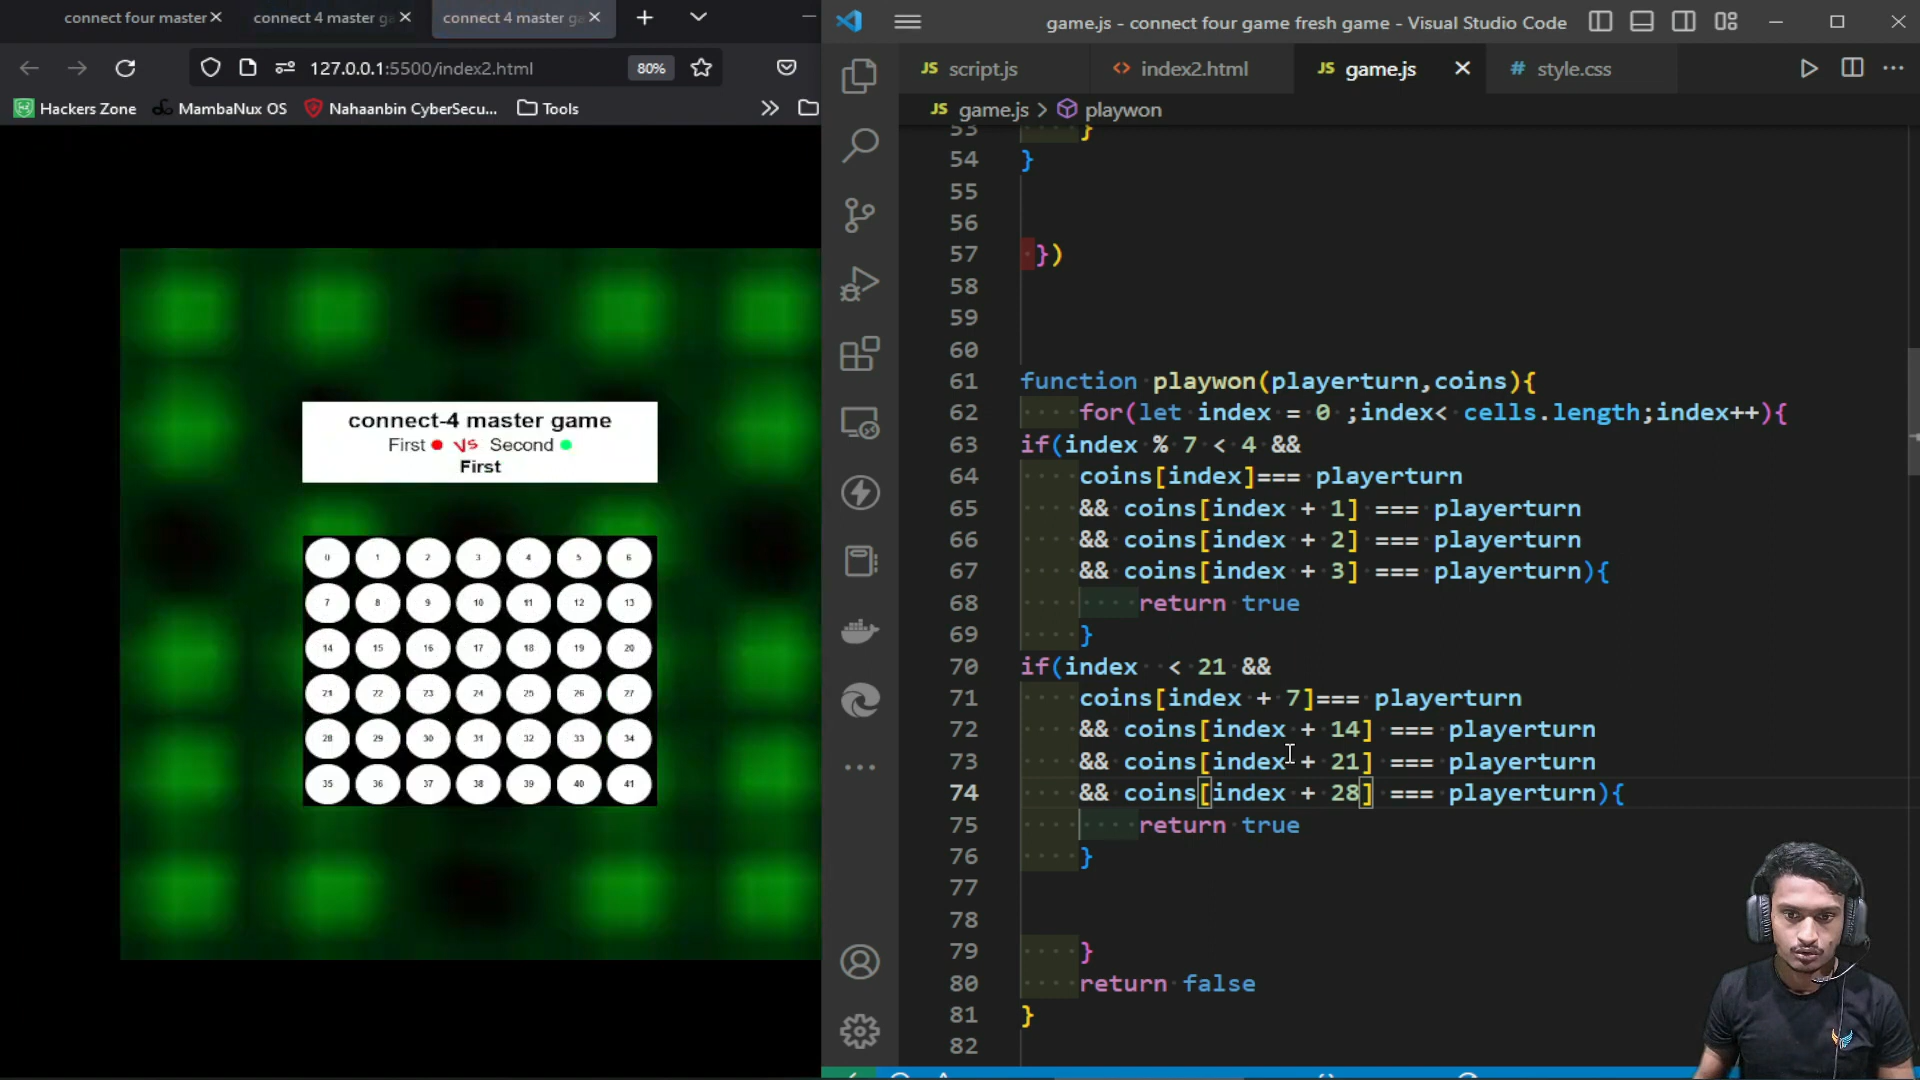 connect four master
connect 4 master ga
connect 4 master ge
127.0.0.1:5500/index2.html
80%
Hackers Zone
MambaNux OS
Nahaanbin CyberSecu...
Tools
connect-4 master game
First VS Second
First
0 1 2 3 4 5 6
7 8 9 10 11 12 13
14 15 16 17 18 19 20
21 22 23 24 25 26 27
28 29 30 31 32 33 34
35 36 37 38 39 40 41
game.js - connect four game fresh game - Visual Studio Code
JS script.js
<> index2.html
JS game.js
# style.css
JS game.js > playwon
53 }
54 }
55
56
57 })
58
59
60
61 function playwon(playerturn,coins){
62 for(let index = 0 ;index< cells.length;index++){
63 if(index % 7 < 4 &&
64 coins[index]=== playerturn
65 && coins[index + 1] === playerturn
66 && coins[index + 2] === playerturn
67 && coins[index + 3] === playerturn){
68 return true
69 }
70 if(index < 21 &&
71 coins[index + 7]=== playerturn
72 && coins[index + 14] === playerturn
73 && coins[index + 21] === playerturn
74 && coins[index + 28] === playerturn){
75 return true
76 }
77
78
79 }
80 return false
81 }
82